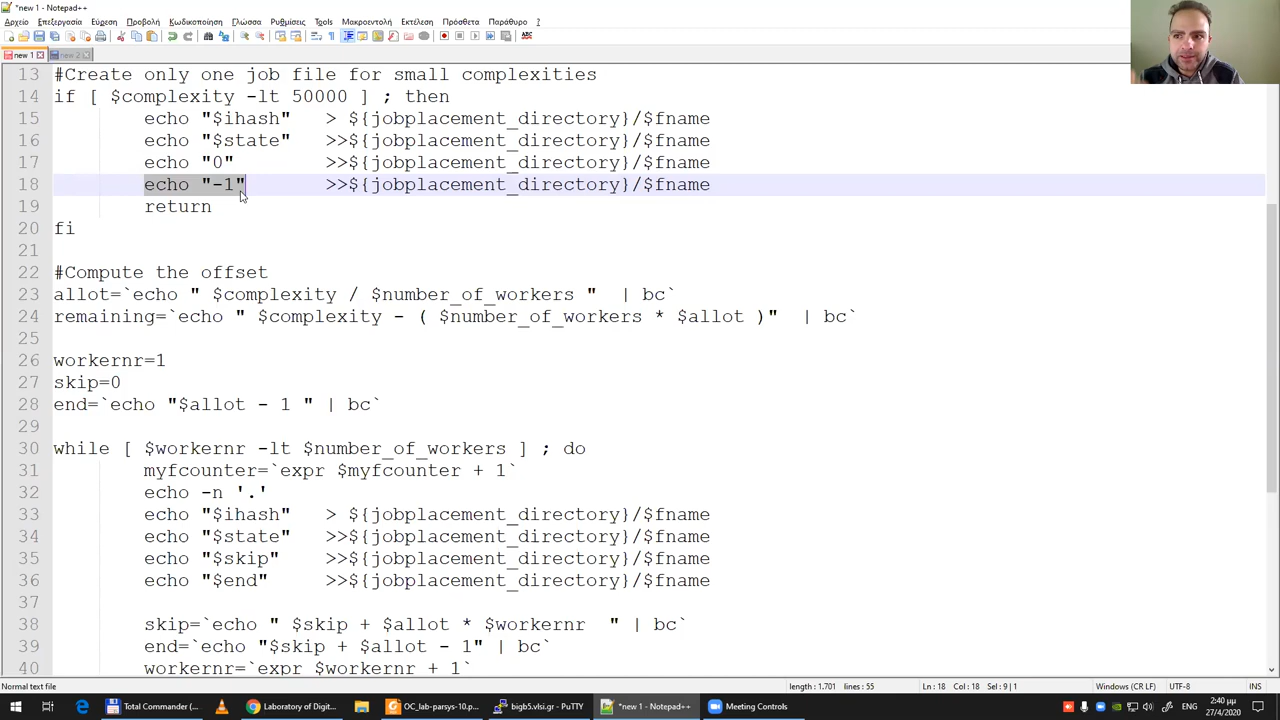 *new 1 - Notepad++
Αρχείο Επεξεργασία Εύρεση Προβολή Κωδικοποίηση Γλώσσα Ρυθμίσεις Tools Μακροεντολή Εκτέλεση Πρόσθετα Παράθυρο ?
new 1 new 2
13 #Create only one job file for small complexities
14 if [ $complexity -lt 50000 ] ; then
15 echo "$ihash" > ${jobplacement_directory}/$fname
16 echo "$state" >>${jobplacement_directory}/$fname
17 echo "0" >>${jobplacement_directory}/$fname
18 echo "-1" >>${jobplacement_directory}/$fname
19 return
20 fi
21
22 #Compute the offset
23 allot=`echo " $complexity / $number_of_workers " | bc`
24 remaining=`echo " $complexity - ( $number_of_workers * $allot )" | bc`
25
26 workernr=1
27 skip=0
28 end=`echo "$allot - 1 " | bc`
29
30 while [ $workernr -lt $number_of_workers ] ; do
31 myfcounter=`expr $myfcounter + 1`
32 echo -n '.'
33 echo "$ihash" > ${jobplacement_directory}/$fname
34 echo "$state" >>${jobplacement_directory}/$fname
35 echo "$skip" >>${jobplacement_directory}/$fname
36 echo "$end" >>${jobplacement_directory}/$fname
37
38 skip=`echo " $skip + $allot * $workernr " | bc`
39 end=`echo "$skip + $allot - 1" | bc`
40 workernr=`expr $workernr + 1`
Normal text file length : 1.701 lines : 55 Ln : 18 Col : 18 Sel : 9 | 1 Windows (CR LF) UTF-8 INS
Total Commander (... Laboratory of Digit... OC_lab-parsys-10.p... bigb5.vlsi.gr - PuTTY *new 1 - Notepad++ Meeting Controls 2:40 μμ
27/4/2020